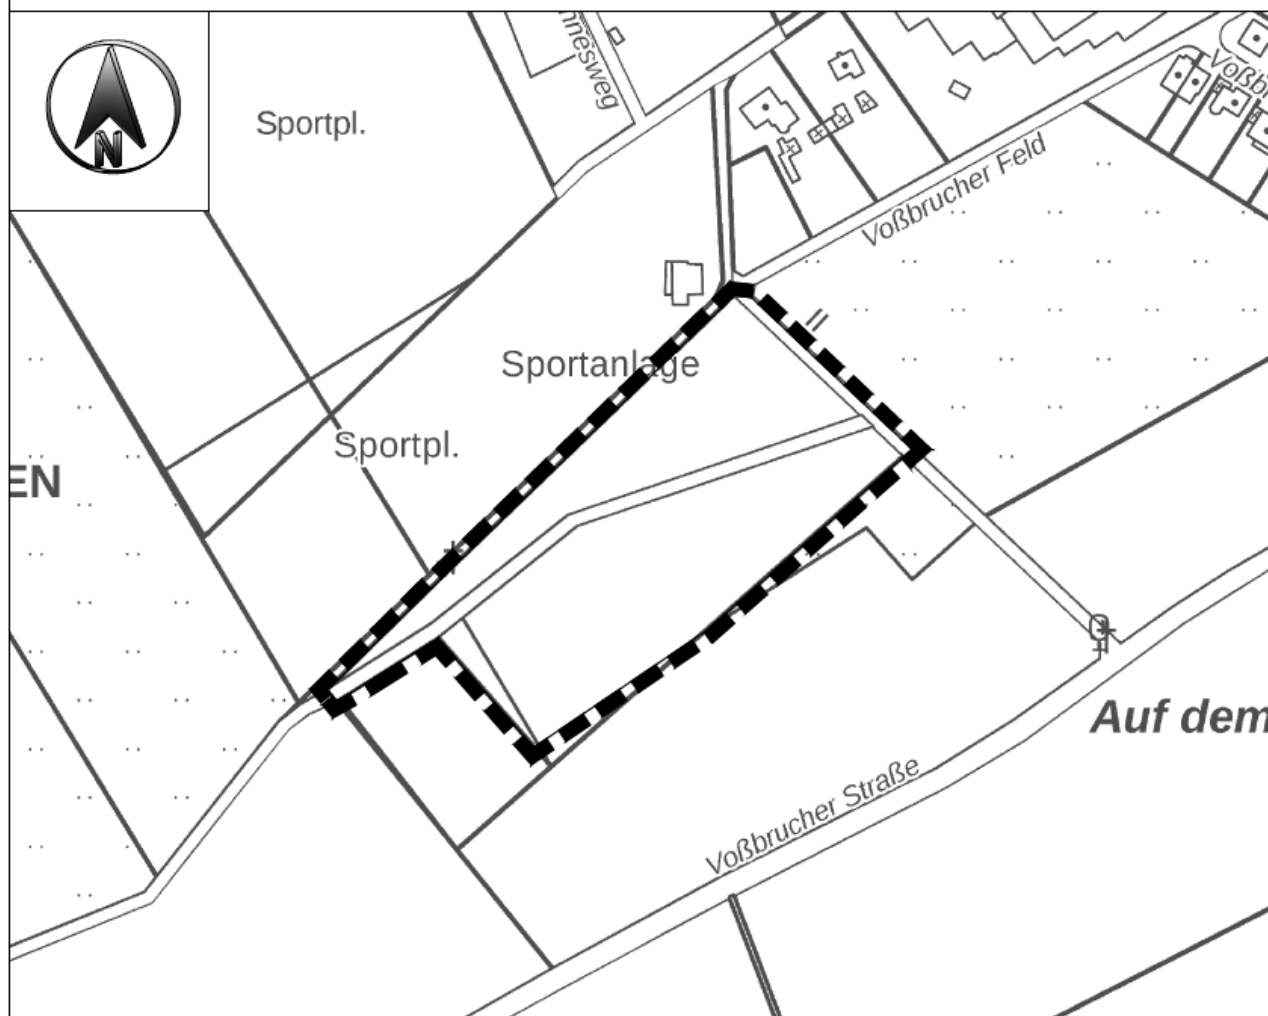 N
Sportpl.
Voßbrucher Feld
Sportanlage
Sportpl.
EN
Auf dem
Voßbrucher Straße